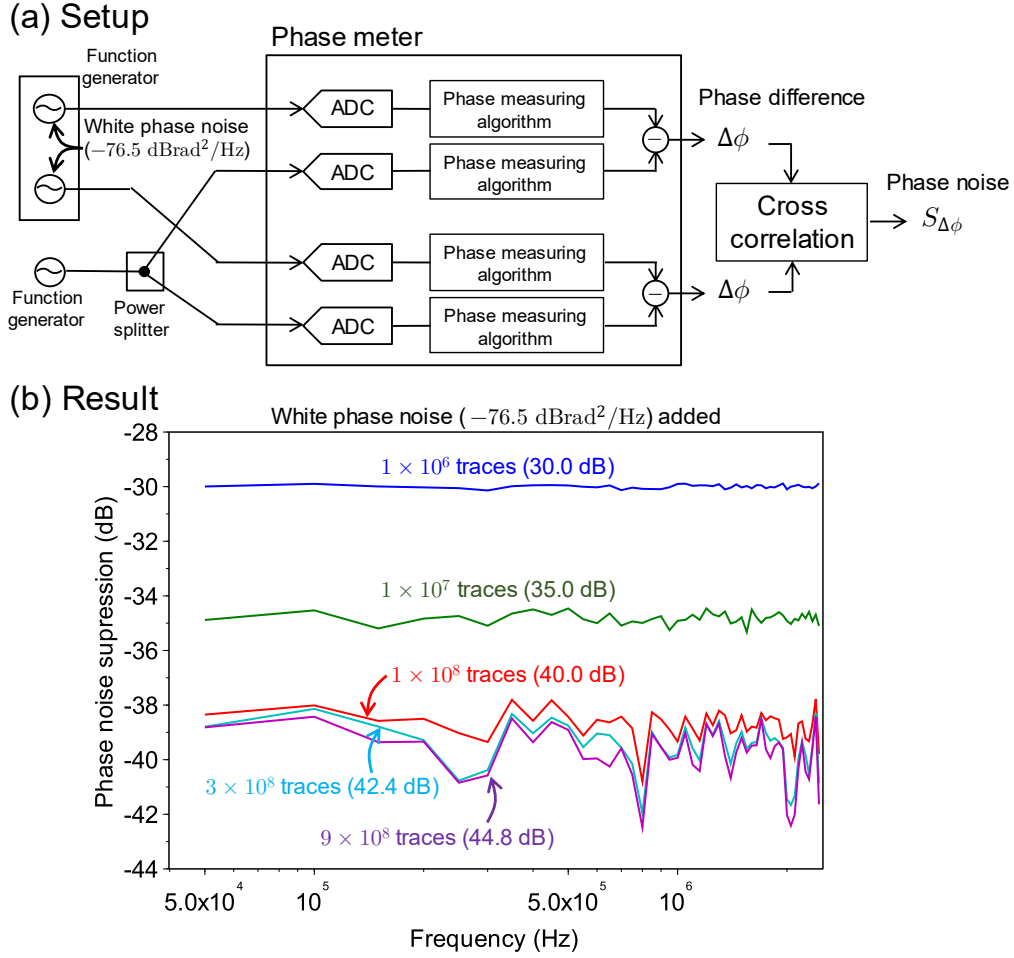 (a) Setup
Phase meter
Function
generator
White phase noise
(−76.5 dBrad²/Hz)
Function
generator
Power
splitter
ADC
Phase measuring
algorithm
ADC
Phase measuring
algorithm
ADC
Phase measuring
algorithm
ADC
Phase measuring
algorithm
−
−
Phase difference
Δϕ
Δϕ
Cross
correlation
Phase noise
S_Δϕ
(b) Result
White phase noise (−76.5 dBrad²/Hz) added
Phase noise supression (dB)
-28
-30
-32
-34
-36
-38
-40
-42
-44
1 × 10⁶ traces (30.0 dB)
1 × 10⁷ traces (35.0 dB)
1 × 10⁸ traces (40.0 dB)
3 × 10⁸ traces (42.4 dB)
9 × 10⁸ traces (44.8 dB)
5.0x10⁴
10⁵
5.0x10⁵
10⁶
Frequency (Hz)